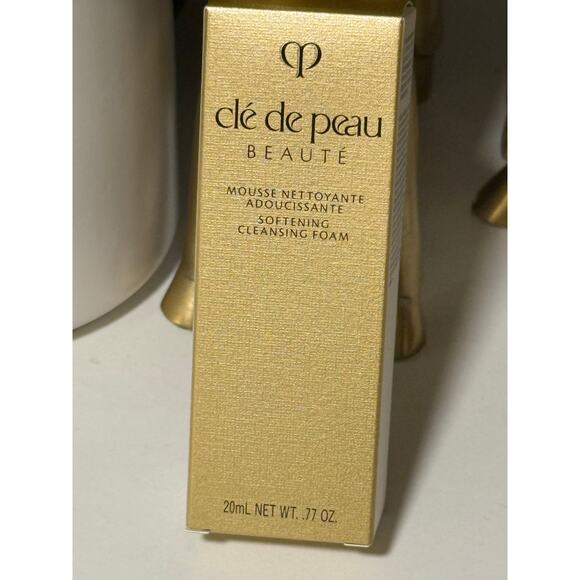 clé de peau
BEAUTÉ
MOUSSE NETTOYANTE
ADOUCISSANTE
SOFTENING
CLEANSING FOAM
20mL NET WT. .77 OZ.